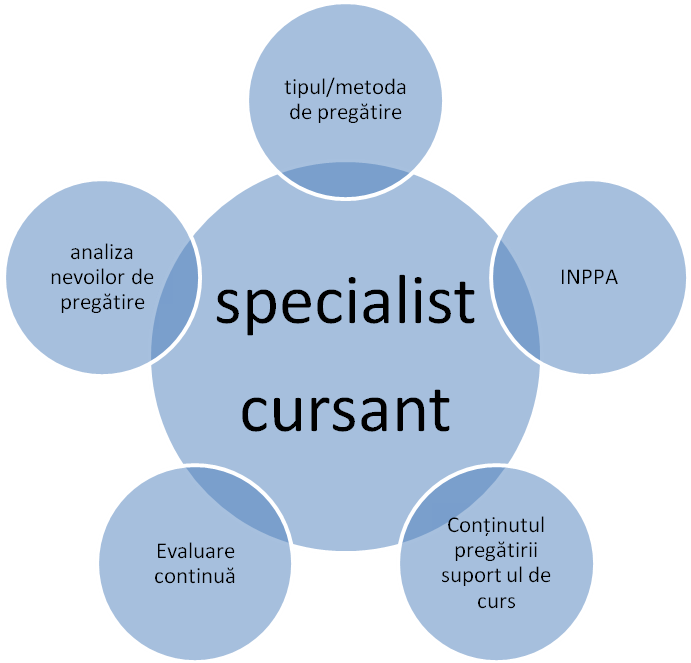 tipul/metoda
de pregătire
analiza
nevoilor de
pregătire
specialist
cursant
INPPA
Evaluare
continuă
Conținutul
pregătirii
suport ul de
curs